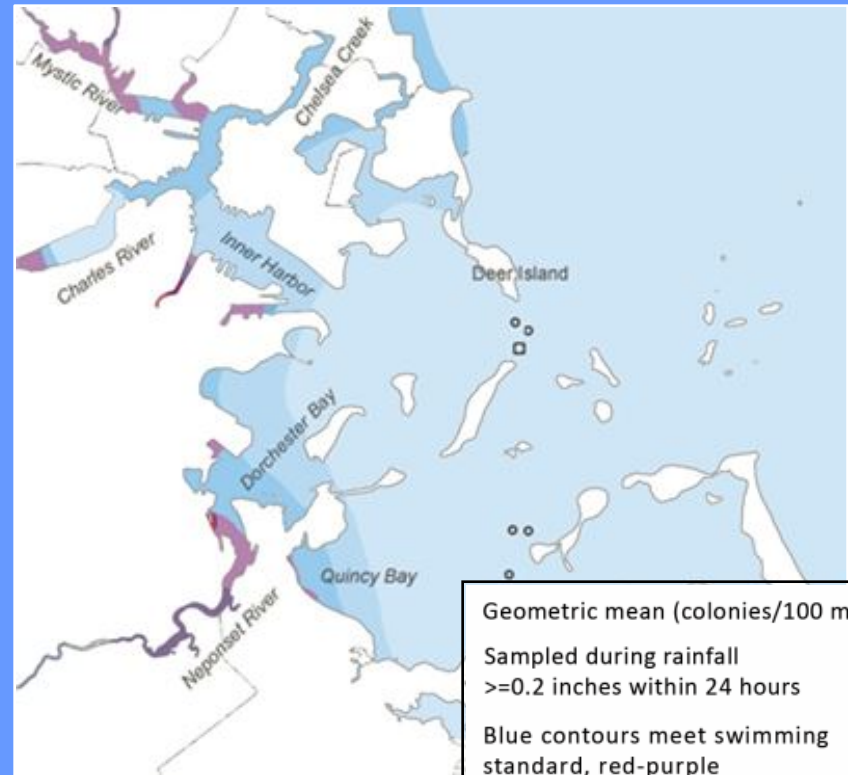 Mystic River
Chelsea Creek
Charles River
Inner Harbor
Deer Island
Dorchester Bay
Quincy Bay
Neponset River
Geometric mean (colonies/100 m
Sampled during rainfall
>=0.2 inches within 24 hours
Blue contours meet swimming
standard, red-purple